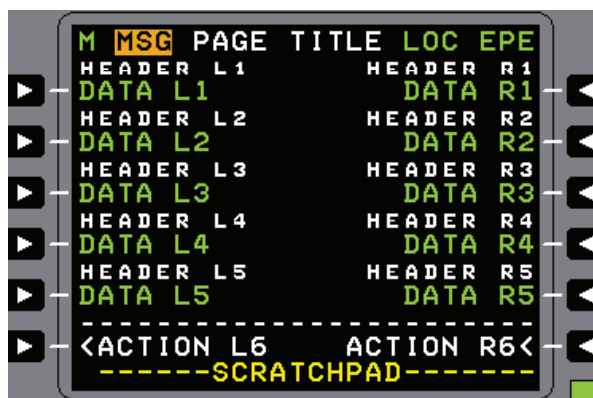 M MSG PAGE TITLE LOC EPE
HEADER L1 HEADER R1
DATA L1 DATA R1
HEADER L2 HEADER R2
DATA L2 DATA R2
HEADER L3 HEADER R3
DATA L3 DATA R3
HEADER L4 HEADER R4
DATA L4 DATA R4
HEADER L5 HEADER R5
DATA L5 DATA R5
------------------------
<ACTION L6 ACTION R6<
------SCRATCHPAD-------